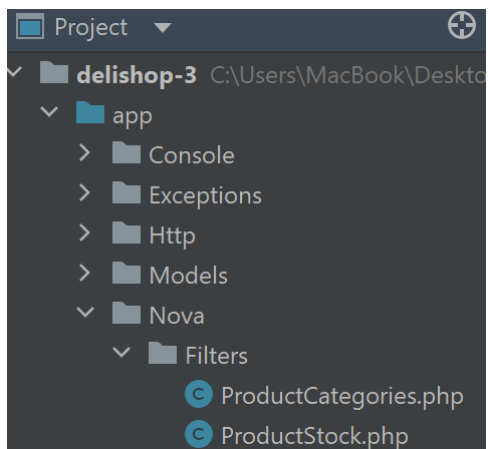 Project
delishop-3 C:\Users\MacBook\Deskto
app
Console
Exceptions
Http
Models
Nova
Filters
C ProductCategories.php
C ProductStock.php